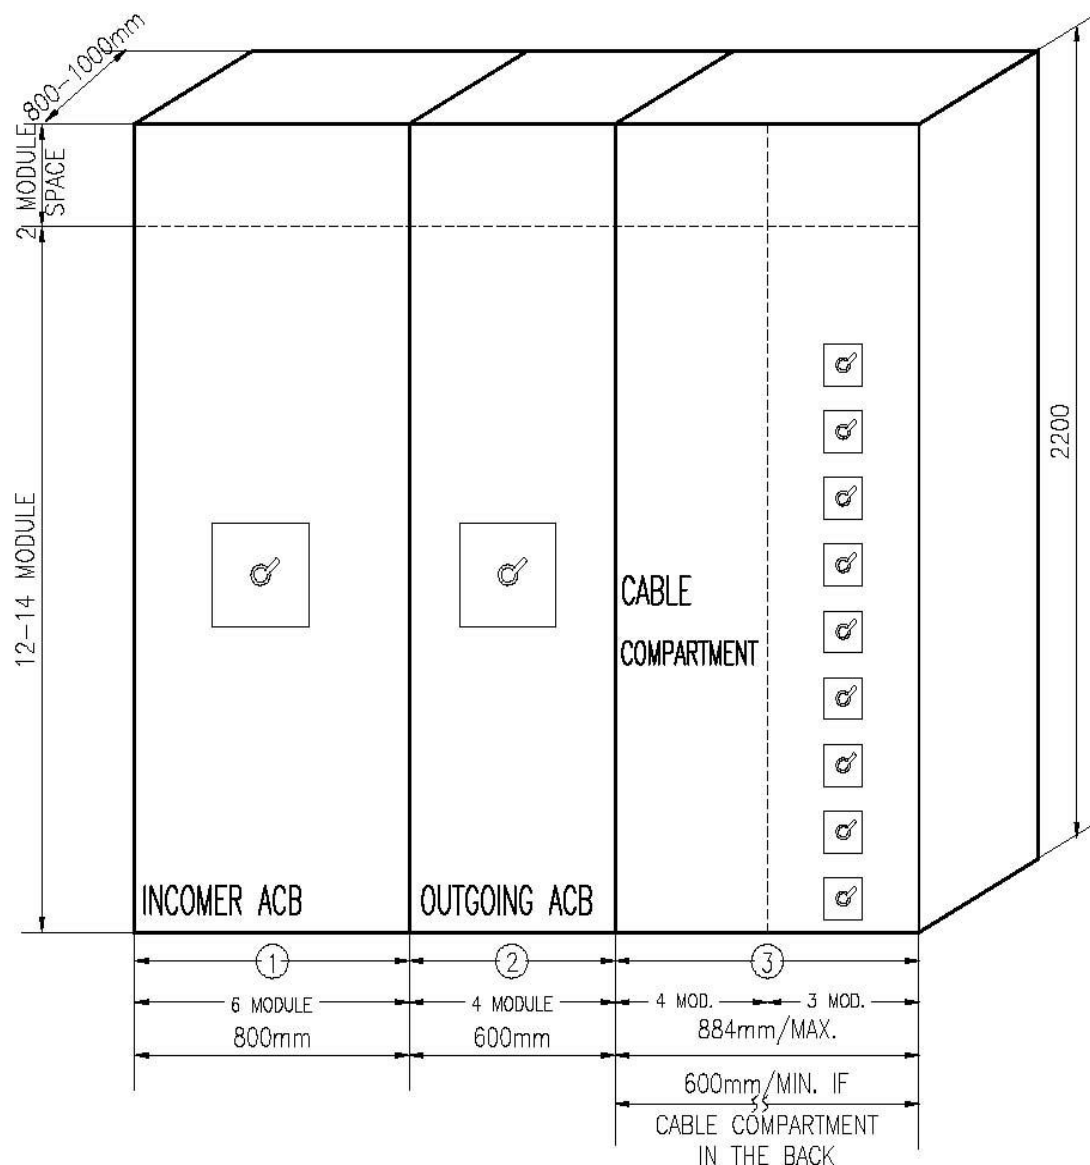 800-1000mm
2 MODULE
SPACE
12-14 MODULE
2200
CABLE
COMPARTMENT
INCOMER ACB
OUTGOING ACB
1
2
3
6 MODULE
4 MODULE
4 MOD.
3 MOD.
800mm
600mm
884mm/MAX.
600mm/MIN. IF
CABLE COMPARTMENT
IN THE BACK